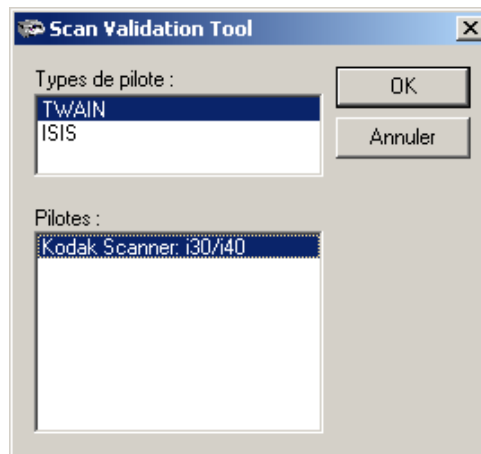 Scan Validation Tool
Types de pilote :
OK
TWAIN
ISIS
Annuler
Pilotes :
Kodak Scanner: i30/i40